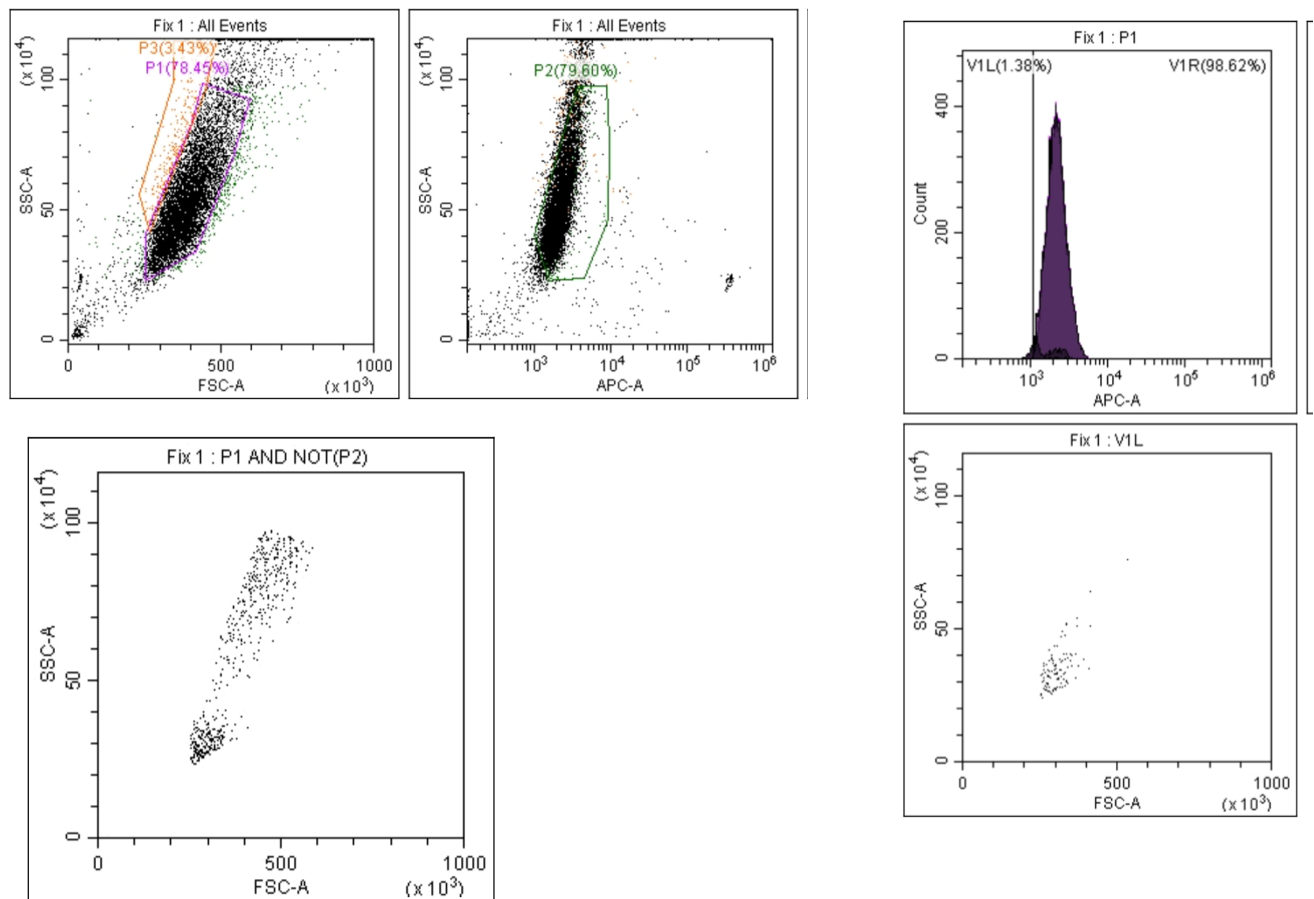 Fix 1 : All Events
P3(3.43%)
P1(78.45%)
(x 10⁴)
100
50
0
SSC-A
0
500
1000
FSC-A
(x 10³)
Fix 1 : All Events
P2(79.60%)
(x 10⁴)
100
50
0
SSC-A
10³
10⁴
10⁵
10⁶
APC-A
Fix 1 : P1
V1L(1.38%)
V1R(98.62%)
400
200
0
Count
10³
10⁴
10⁵
10⁶
APC-A
Fix 1 : P1 AND NOT(P2)
(x 10⁴)
100
50
0
SSC-A
0
500
1000
FSC-A
(x 10³)
Fix 1 : V1L
(x 10⁴)
100
50
0
SSC-A
0
500
1000
FSC-A
(x 10³)